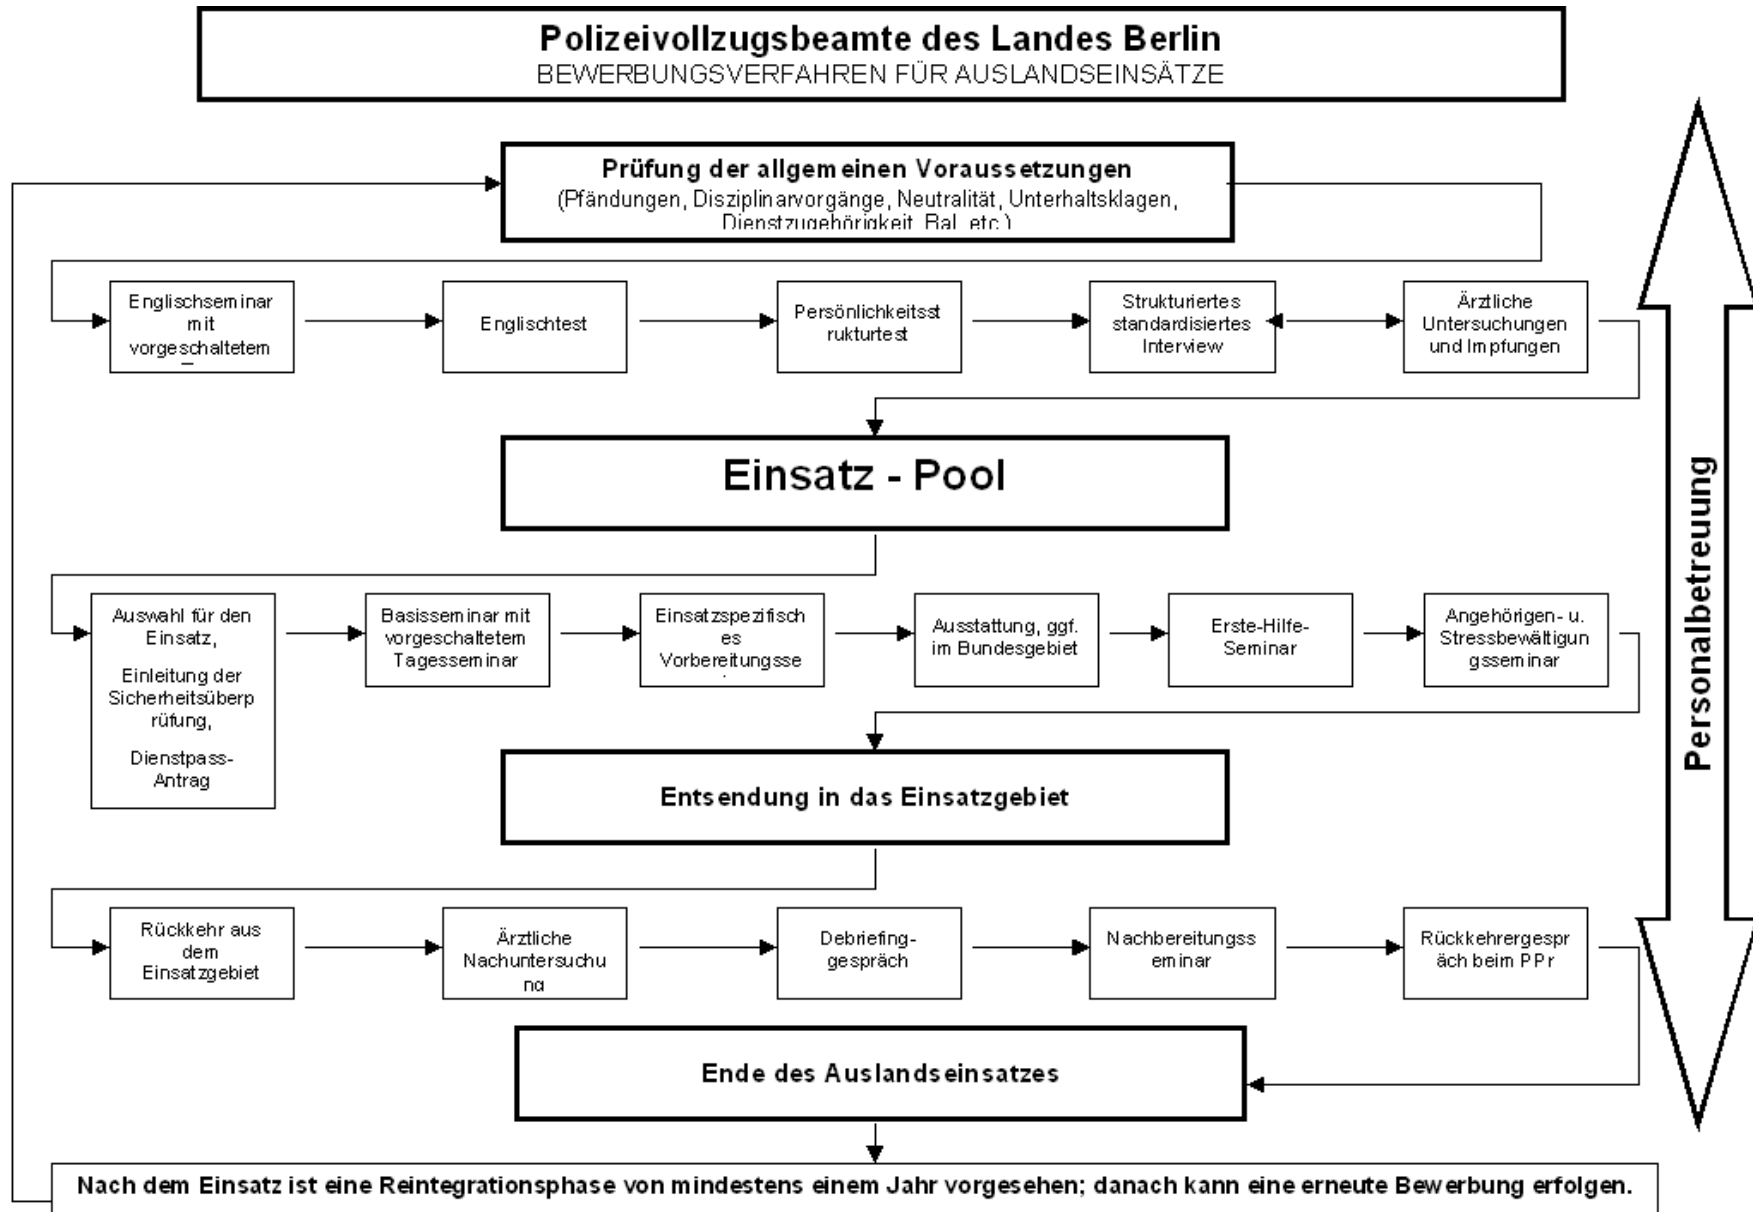 Polizeivollzugsbeamte des Landes Berlin
BEWERBUNGSVERFAHREN FÜR AUSLANDSEINSÄTZE
Prüfung der allgemeinen Voraussetzungen
(Pfändungen, Disziplinarvorgänge, Neutralität, Unterhaltsklagen,
Dienstzugehörigkeit, Bal, etc.)
Englischseminar
mit
vorgeschaltetem
Englischtest
Persönlichkeitsst
rukturtest
Strukturiertes
standardisiertes
Interview
Ärztliche
Untersuchungen
und Impfungen
Einsatz - Pool
Auswahl für den
Einsatz,
Einleitung der
Sicherheitsüberp
rüfung,
Dienstpass-
Antrag
Basisseminar mit
vorgeschaltetem
Tagesseminar
Einsatzspezifisch
es
Vorbereitungsse
Ausstattung, ggf.
im Bundesgebiet
Erste-Hilfe-
Seminar
Angehörigen- u.
Stressbewältigun
gsseminar
Entsendung in das Einsatzgebiet
Rückkehr aus
dem
Einsatzgebiet
Ärztliche
Nachuntersuchu
ng
Debriefing-
gespräch
Nachbereitungss
eminar
Rückkehrergespr
äch beim PPr
Ende des Auslandseinsatzes
Nach dem Einsatz ist eine Reintegrationsphase von mindestens einem Jahr vorgesehen; danach kann eine erneute Bewerbung erfolgen.
Personalbetreuung